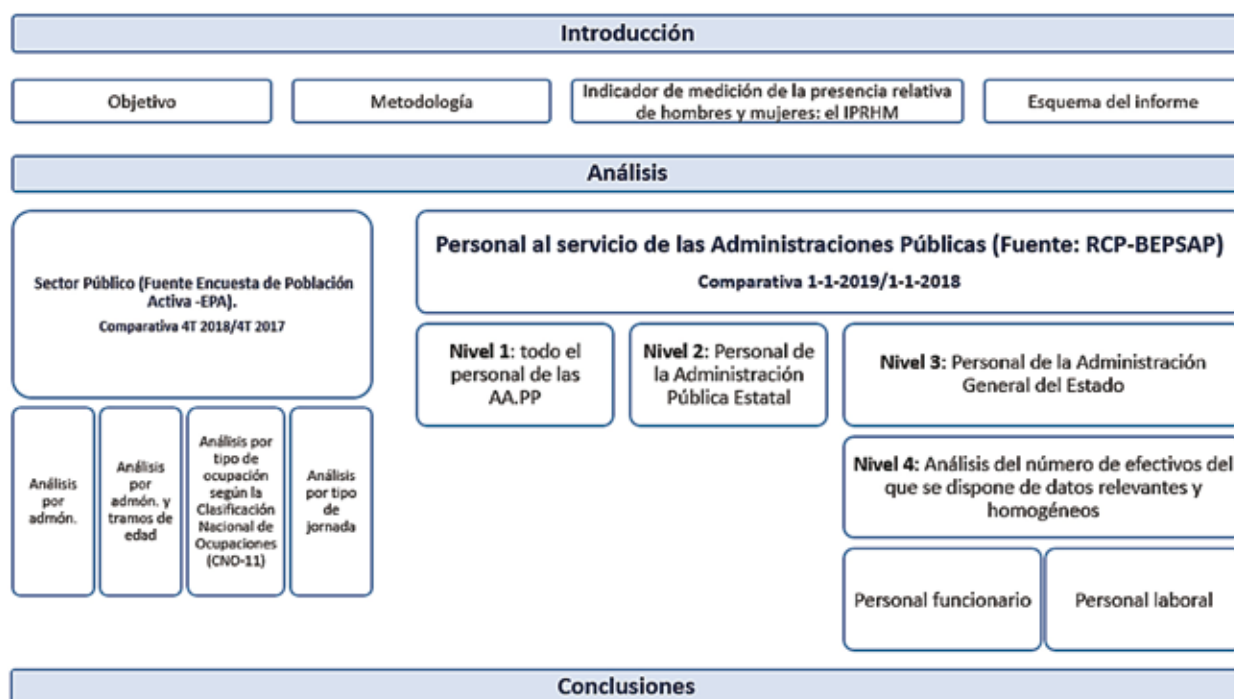 Introducción
Objetivo
Metodología
Indicador de medición de la presencia relativa
de hombres y mujeres: el IPRHM
Esquema del informe
Análisis
Sector Público (Fuente Encuesta de Población
Activa -EPA).
Comparativa 4T 2018/4T 2017
Personal al servicio de las Administraciones Públicas (Fuente: RCP-BEPSAP)
Comparativa 1-1-2019/1-1-2018
Nivel 1: todo el
personal de las
AA.PP
Nivel 2: Personal de
la Administración
Pública Estatal
Nivel 3: Personal de la Administración
General del Estado
Análisis
por
admón.
Análisis
por
admón. y
tramos de
edad
Análisis por
tipo de
ocupación
según la
Clasificación
Nacional de
Ocupaciones
(CNO-11)
Análisis
por tipo
de
jornada
Nivel 4: Análisis del número de efectivos del
que se dispone de datos relevantes y
homogéneos
Personal funcionario
Personal laboral
Conclusiones